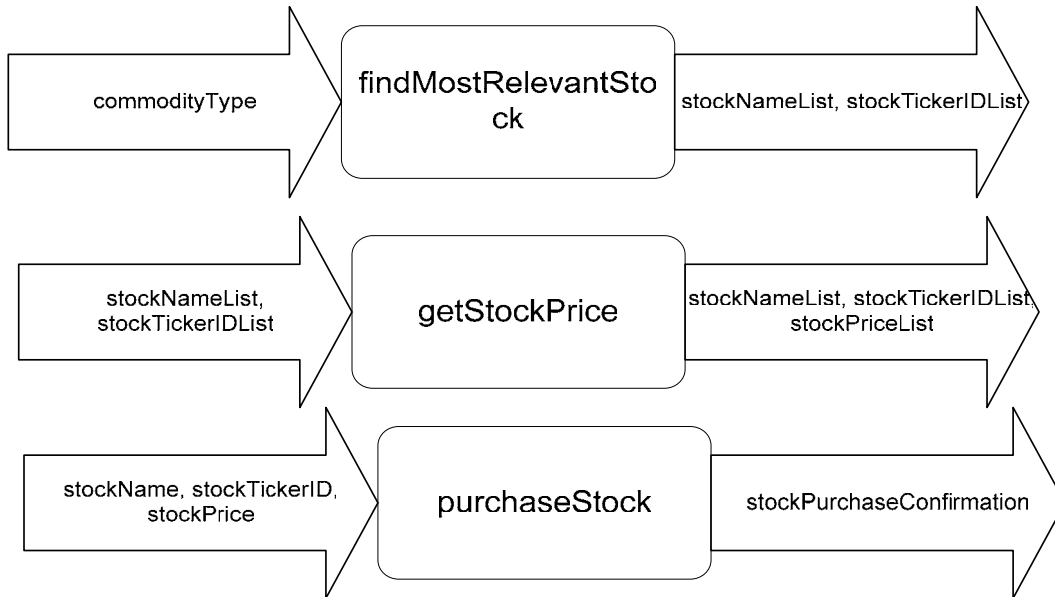 commodityType
findMostRelevantSto
ck
stockNameList, stockTickerIDList
stockNameList,
stockTickerIDList
getStockPrice
stockNameList, stockTickerIDList,
stockPriceList
stockName, stockTickerID,
stockPrice
purchaseStock
stockPurchaseConfirmation